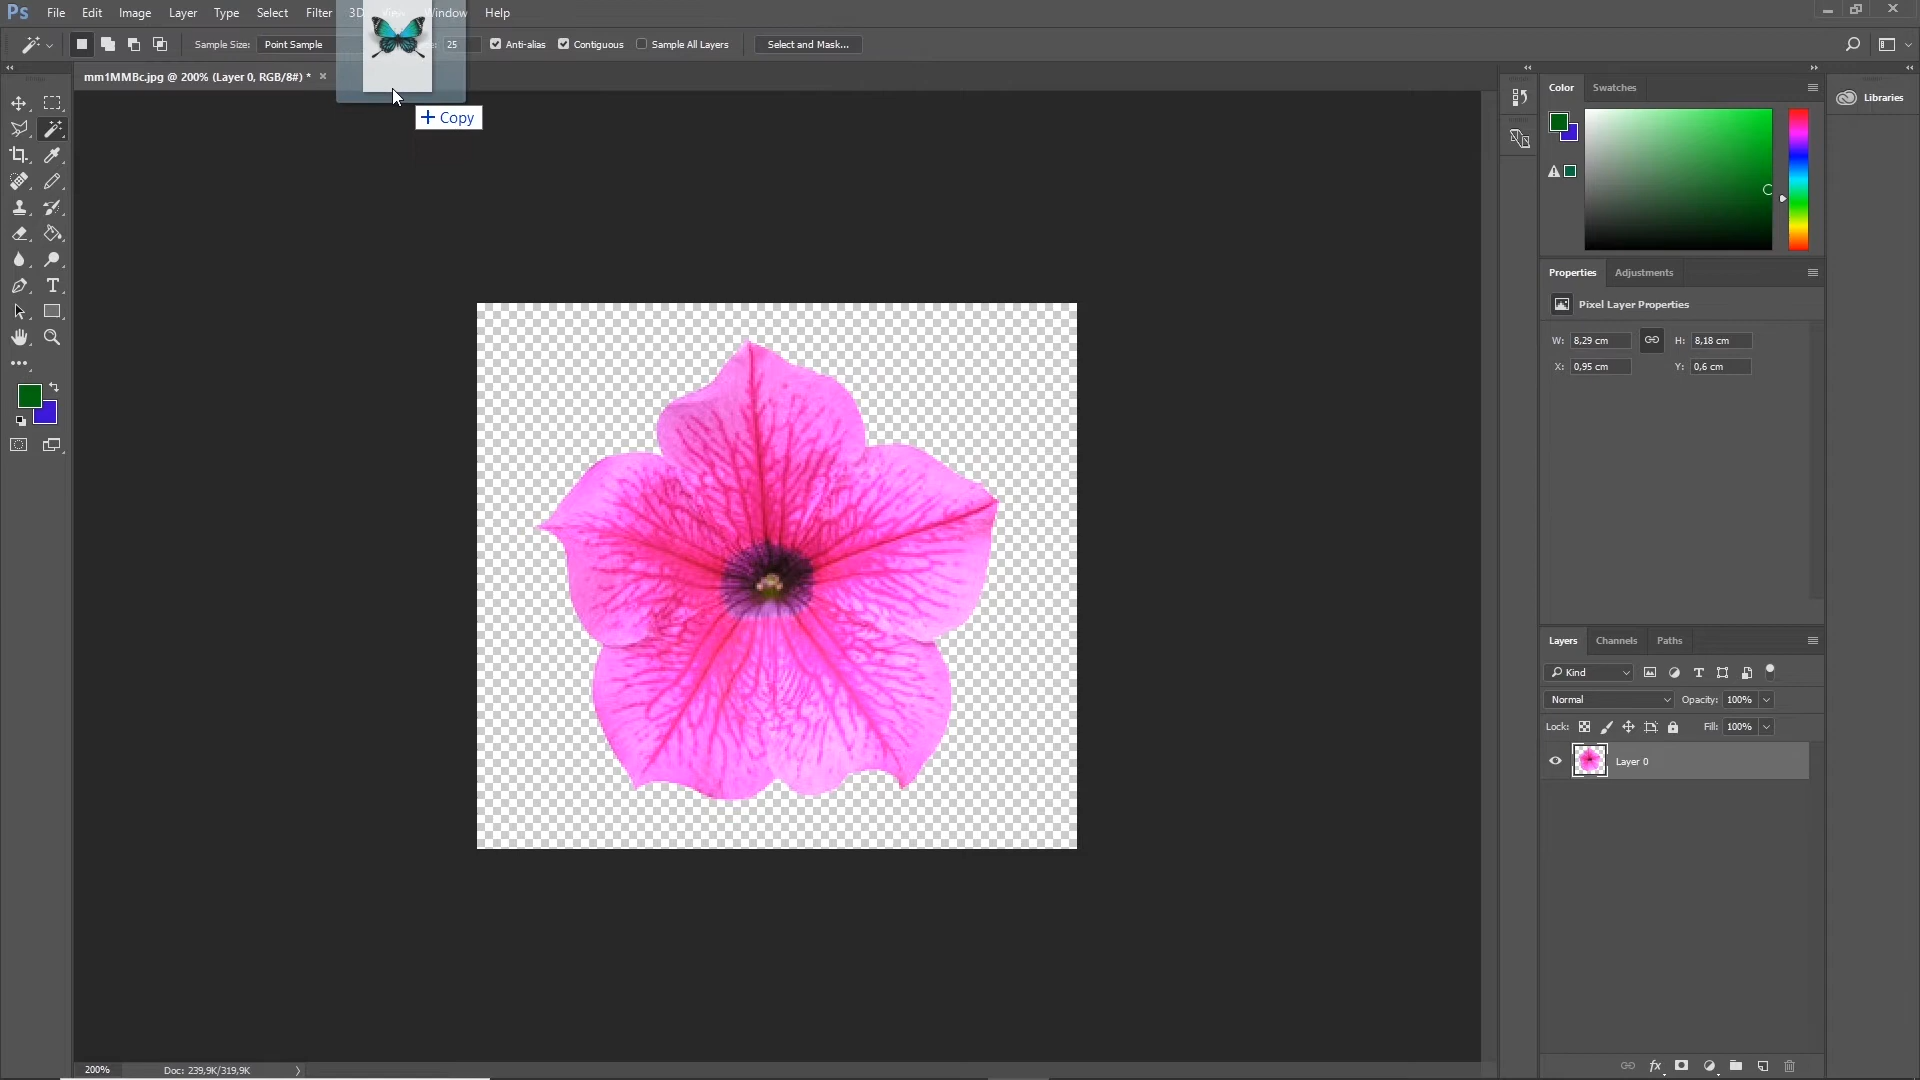 Ps File Edit Image Layer Type Select Filter 3D View Window Help
Sample Size: Point Sample 25 Anti-alias Contiguous Sample All Layers Select and Mask...
mm1MMBc.jpg @ 200% (Layer 0, RGB/8#) * ×
+ Copy
Color Swatches
Libraries
Properties Adjustments
Pixel Layer Properties
W: 8,29 cm H: 8,18 cm
X: 0,95 cm Y: 0,6 cm
Layers Channels Paths
Kind
Normal Opacity: 100%
Lock: Fill: 100%
Layer 0
fx
200% Doc: 239,9K/319,9K